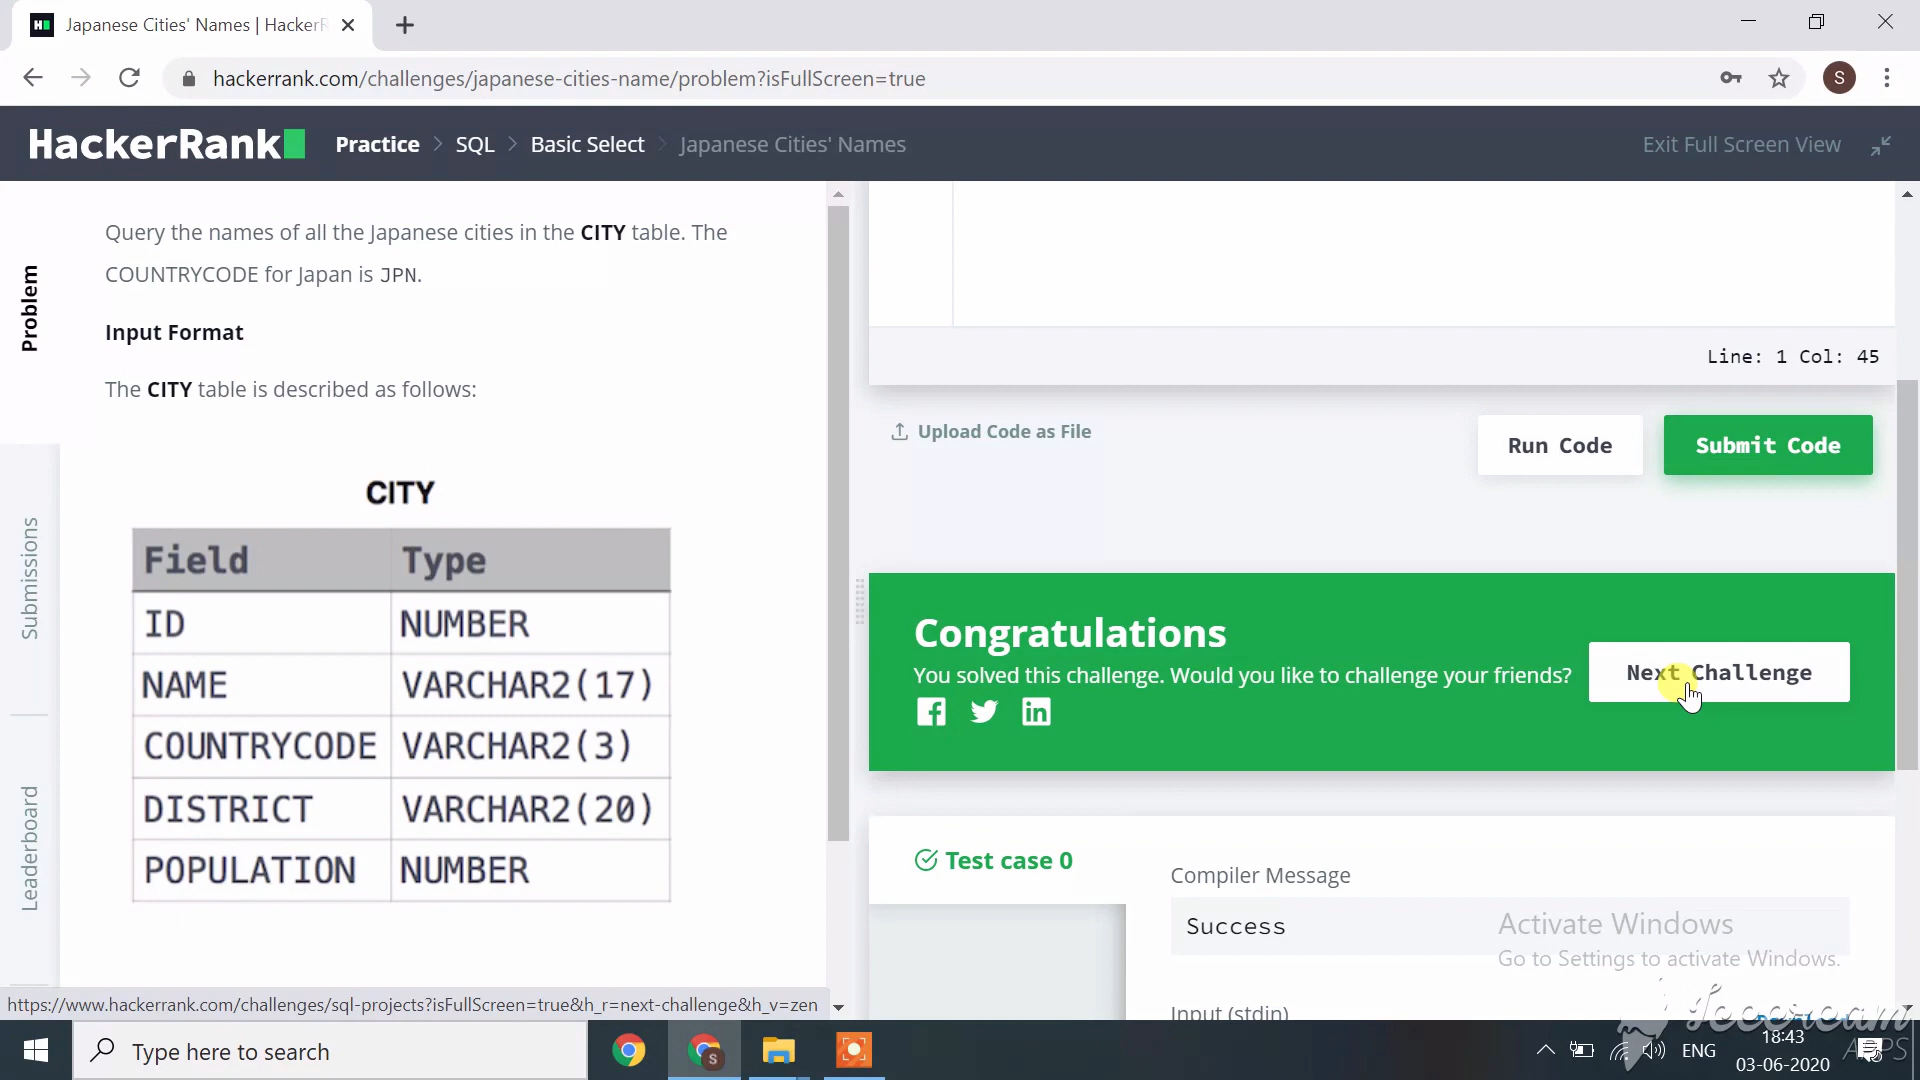 Japanese Cities' Names | HackerR
hackerrank.com/challenges/japanese-cities-name/problem?isFullScreen=true
S
HackerRank
Practice > SQL > Basic Select > Japanese Cities' Names
Exit Full Screen View
Problem
Submissions
Leaderboard
Query the names of all the Japanese cities in the CITY table. The
COUNTRYCODE for Japan is JPN.
Input Format
The CITY table is described as follows:
CITY
Field Type
ID NUMBER
NAME VARCHAR2(17)
COUNTRYCODE VARCHAR2(3)
DISTRICT VARCHAR2(20)
POPULATION NUMBER
https://www.hackerrank.com/challenges/sql-projects?isFullScreen=true&h_r=next-challenge&h_v=zen
Line: 1 Col: 45
Upload Code as File
Run Code
Submit Code
Congratulations
You solved this challenge. Would you like to challenge your friends?
Next Challenge
Test case 0
Compiler Message
Success
Input (stdin)
Activate Windows
Go to Settings to activate Windows.
Icecream
APPS
Type here to search
S
ENG
18:43
03-06-2020